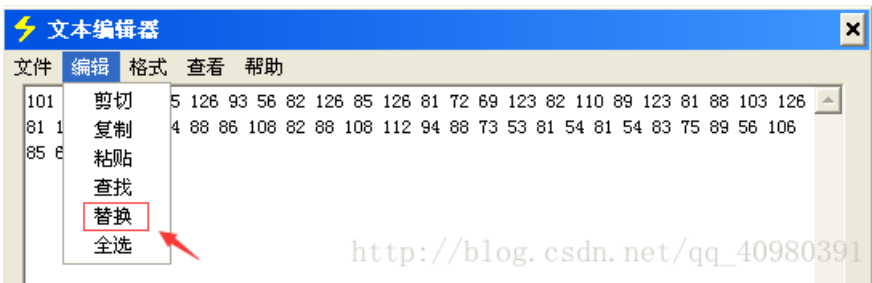 文本编辑器
文件 编辑 格式 查看 帮助
101 5 126 93 56 82 126 85 126 81 72 69 123 82 110 89 123 81 88 103 126
81 1 4 88 86 108 82 88 108 112 94 88 73 53 81 54 81 54 83 75 89 56 106
85 6
剪切
复制
粘贴
查找
替换
全选
http://blog.csdn.net/qq_40980391